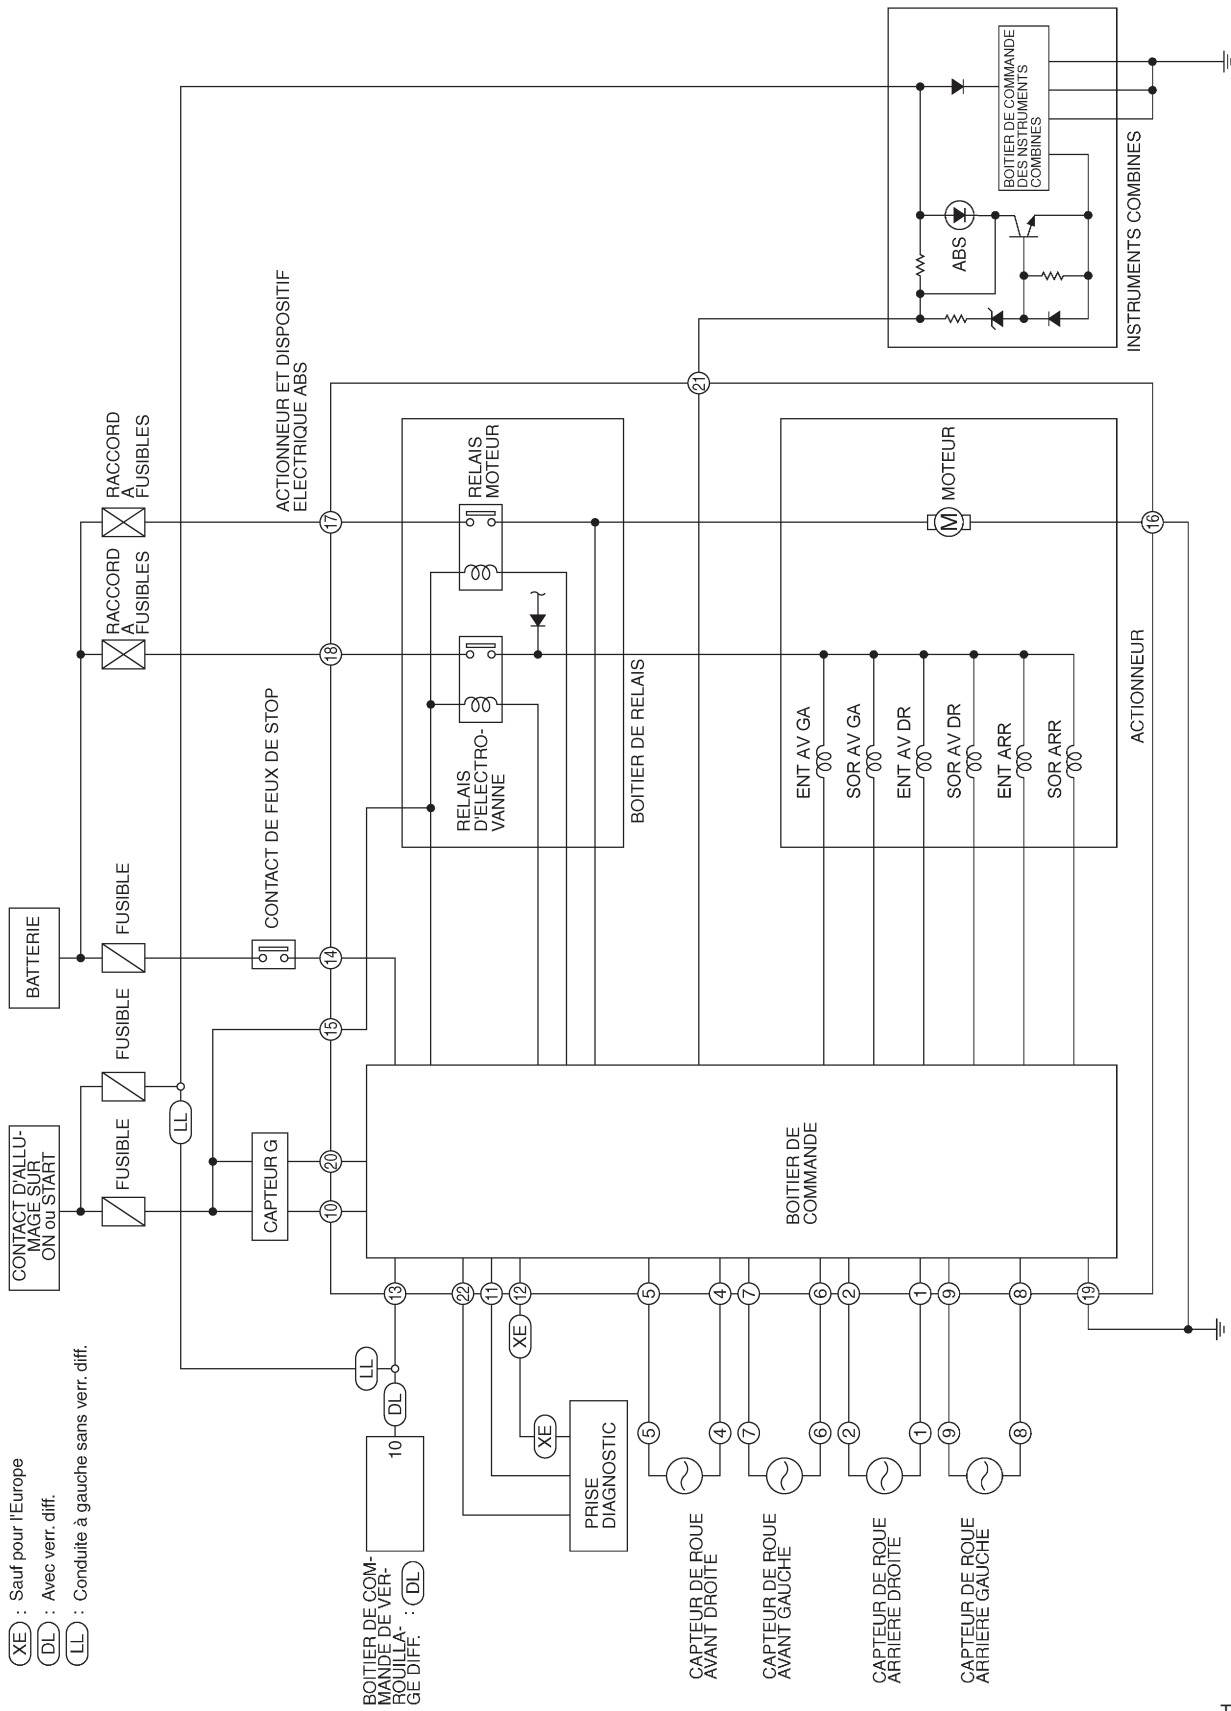 XE : Sauf pour l'Europe
DL : Avec verr. diff.
LL : Conduite à gauche sans verr. diff.
CONTACT D'ALLU-
MAGE SUR
ON ou START
BATTERIE
FUSIBLE
FUSIBLE
FUSIBLE
RACCORD
A
FUSIBLES
RACCORD
A
FUSIBLES
LL
CAPTEUR G
CONTACT DE FEUX DE STOP
ACTIONNEUR ET DISPOSITIF
ELECTRIQUE ABS
10
20
15
14
18
17
BOITIER DE COM-
MANDE DE VER-
ROUILLA-
GE DIFF. : DL
10
DL
LL
13
22
11
12
XE
XE
PRISE
DIAGNOSTIC
RELAIS
D'ELECTRO-
VANNE
RELAIS
MOTEUR
BOITIER DE RELAIS
BOITIER DE
COMMANDE
21
CAPTEUR DE ROUE
AVANT DROITE
5
5
4
4
CAPTEUR DE ROUE
AVANT GAUCHE
7
7
6
6
CAPTEUR DE ROUE
ARRIERE DROITE
2
2
1
1
CAPTEUR DE ROUE
ARRIERE GAUCHE
9
9
8
8
19
ENT AV GA
SOR AV GA
ENT AV DR
SOR AV DR
ENT ARR
SOR ARR
M
MOTEUR
ACTIONNEUR
16
ABS
BOITIER DE COMMANDE
DES NSTRUMENTS
COMBINES
INSTRUMENTS COMBINES